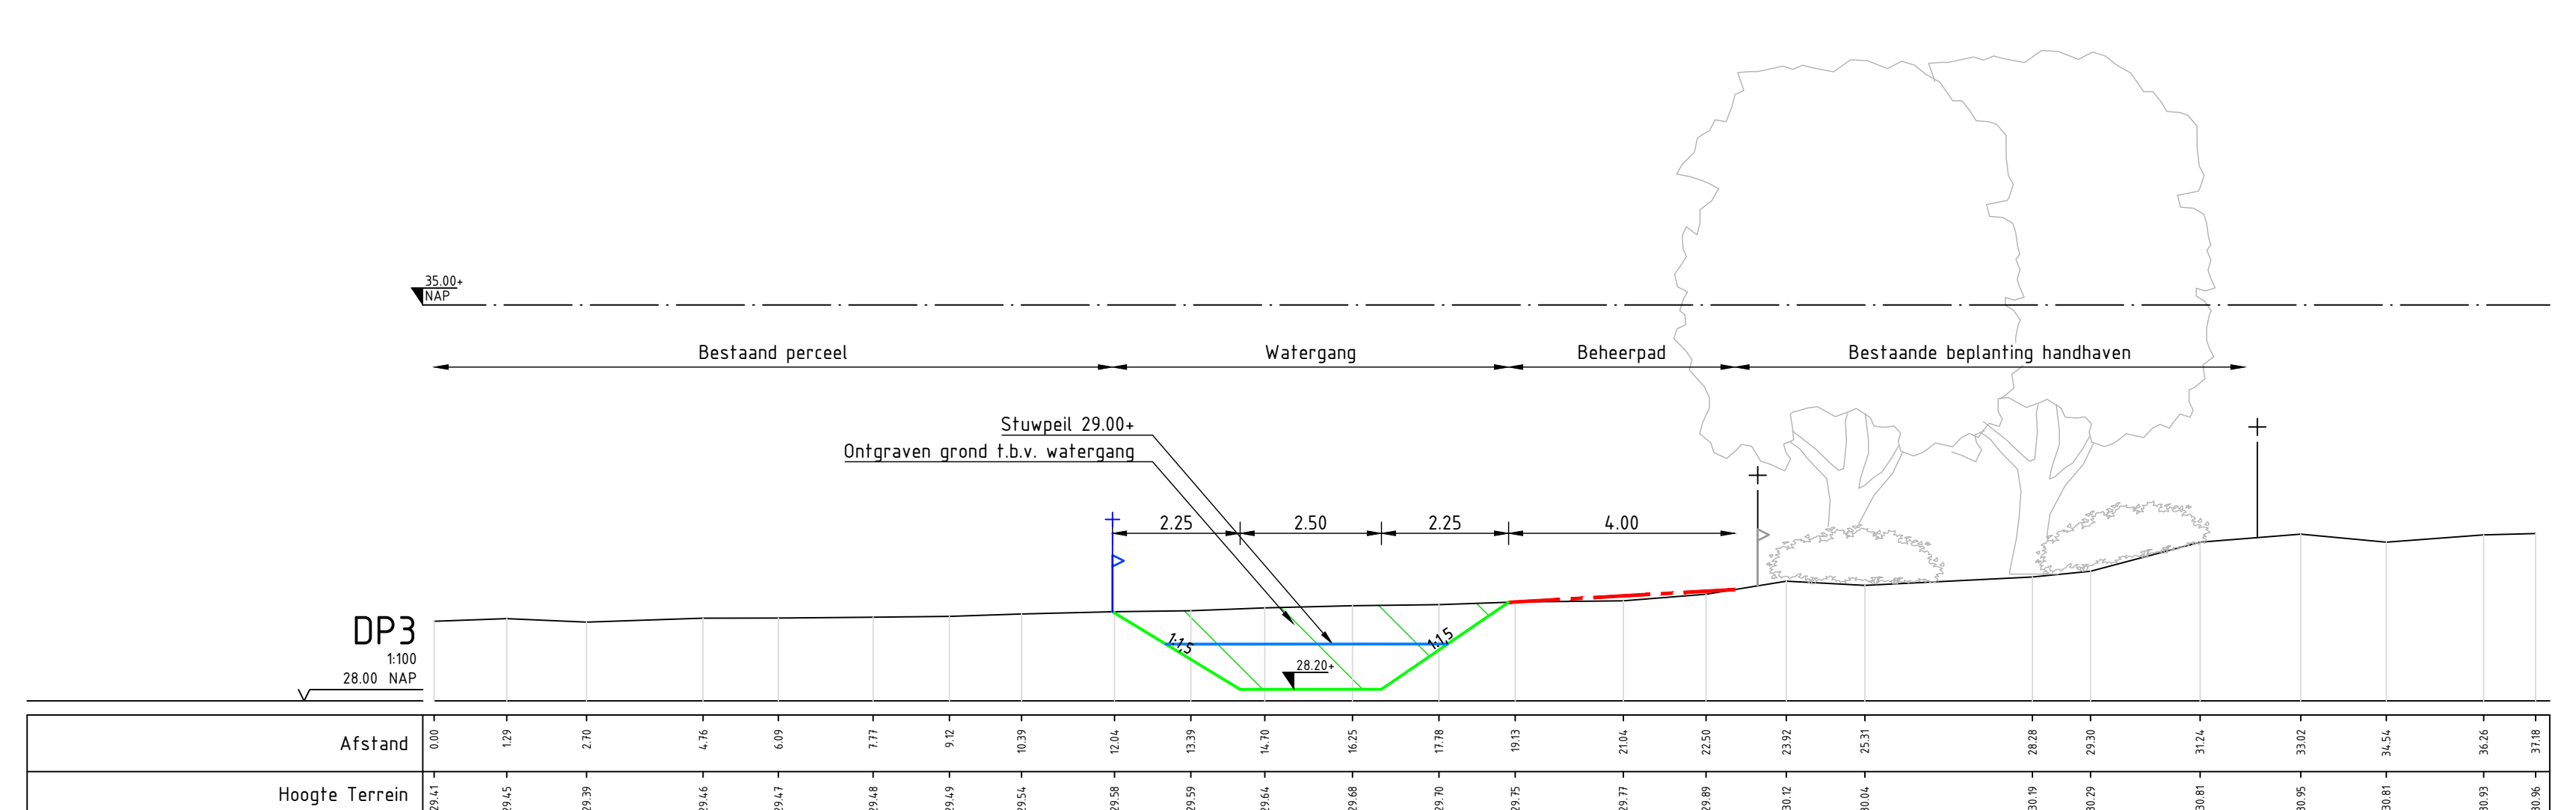 35.00+
NAP
Bestaand perceel Watergang Beheerpad Bestaande beplanting handhaven
Stuwpeil 29.00+
Ontgraven grond t.b.v. watergang
2.25 2.50 2.25 4.00
DP3
1:100
28.00 NAP
1:1,5 1:1,5
28.20+
Afstand 0.00 1.29 2.70 4.76 6.09 7.77 9.12 10.39 12.04 13.39 14.70 16.25 17.78 19.13 21.04 22.50 23.92 25.31 28.28 29.30 31.24 33.02 34.54 36.26 37.18
Hoogte Terrein 29.41 29.45 29.39 29.46 29.47 29.48 29.49 29.54 29.58 29.59 29.64 29.68 29.70 29.75 29.77 29.89 30.12 30.04 30.19 30.29 30.81 30.95 30.81 30.93 30.96